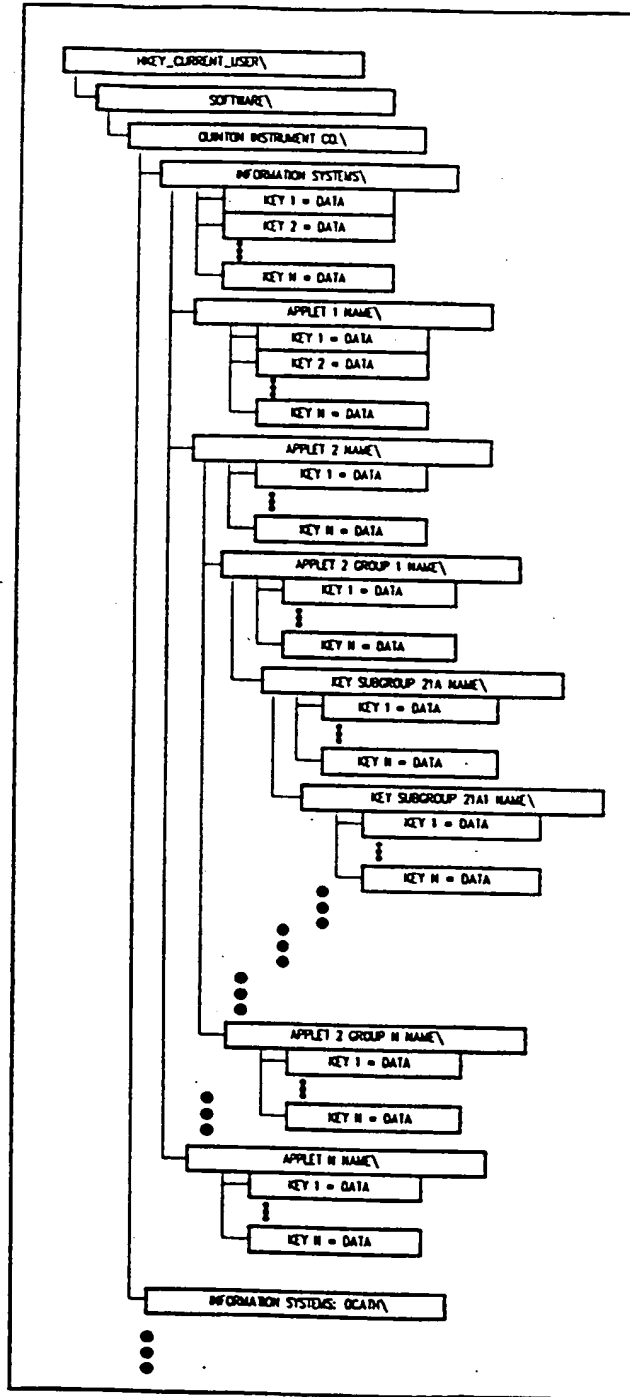 HKEY_CURRENT_USER\
SOFTWARE\
QUINTON INSTRUMENT CO.\
INFORMATION SYSTEMS\
KEY 1 = DATA
KEY 2 = DATA
KEY N = DATA
APPLET 1 NAME\
KEY 1 = DATA
KEY 2 = DATA
KEY N = DATA
APPLET 2 NAME\
KEY 1 = DATA
KEY N = DATA
APPLET 2 GROUP 1 NAME\
KEY 1 = DATA
KEY N = DATA
KEY SUBGROUP 21A NAME\
KEY 1 = DATA
KEY N = DATA
KEY SUBGROUP 21A1 NAME\
KEY 1 = DATA
KEY N = DATA
APPLET 2 GROUP N NAME\
KEY 1 = DATA
KEY N = DATA
APPLET N NAME\
KEY 1 = DATA
KEY N = DATA
INFORMATION SYSTEMS: QCATH\